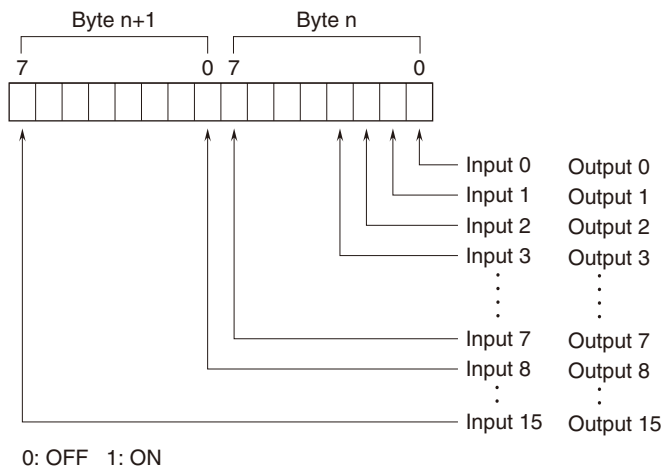 Byte n+1 Byte n
7 0 7 0
Input 0 Output 0
Input 1 Output 1
Input 2 Output 2
Input 3 Output 3
Input 7 Output 7
Input 8 Output 8
Input 15 Output 15
0: OFF 1: ON